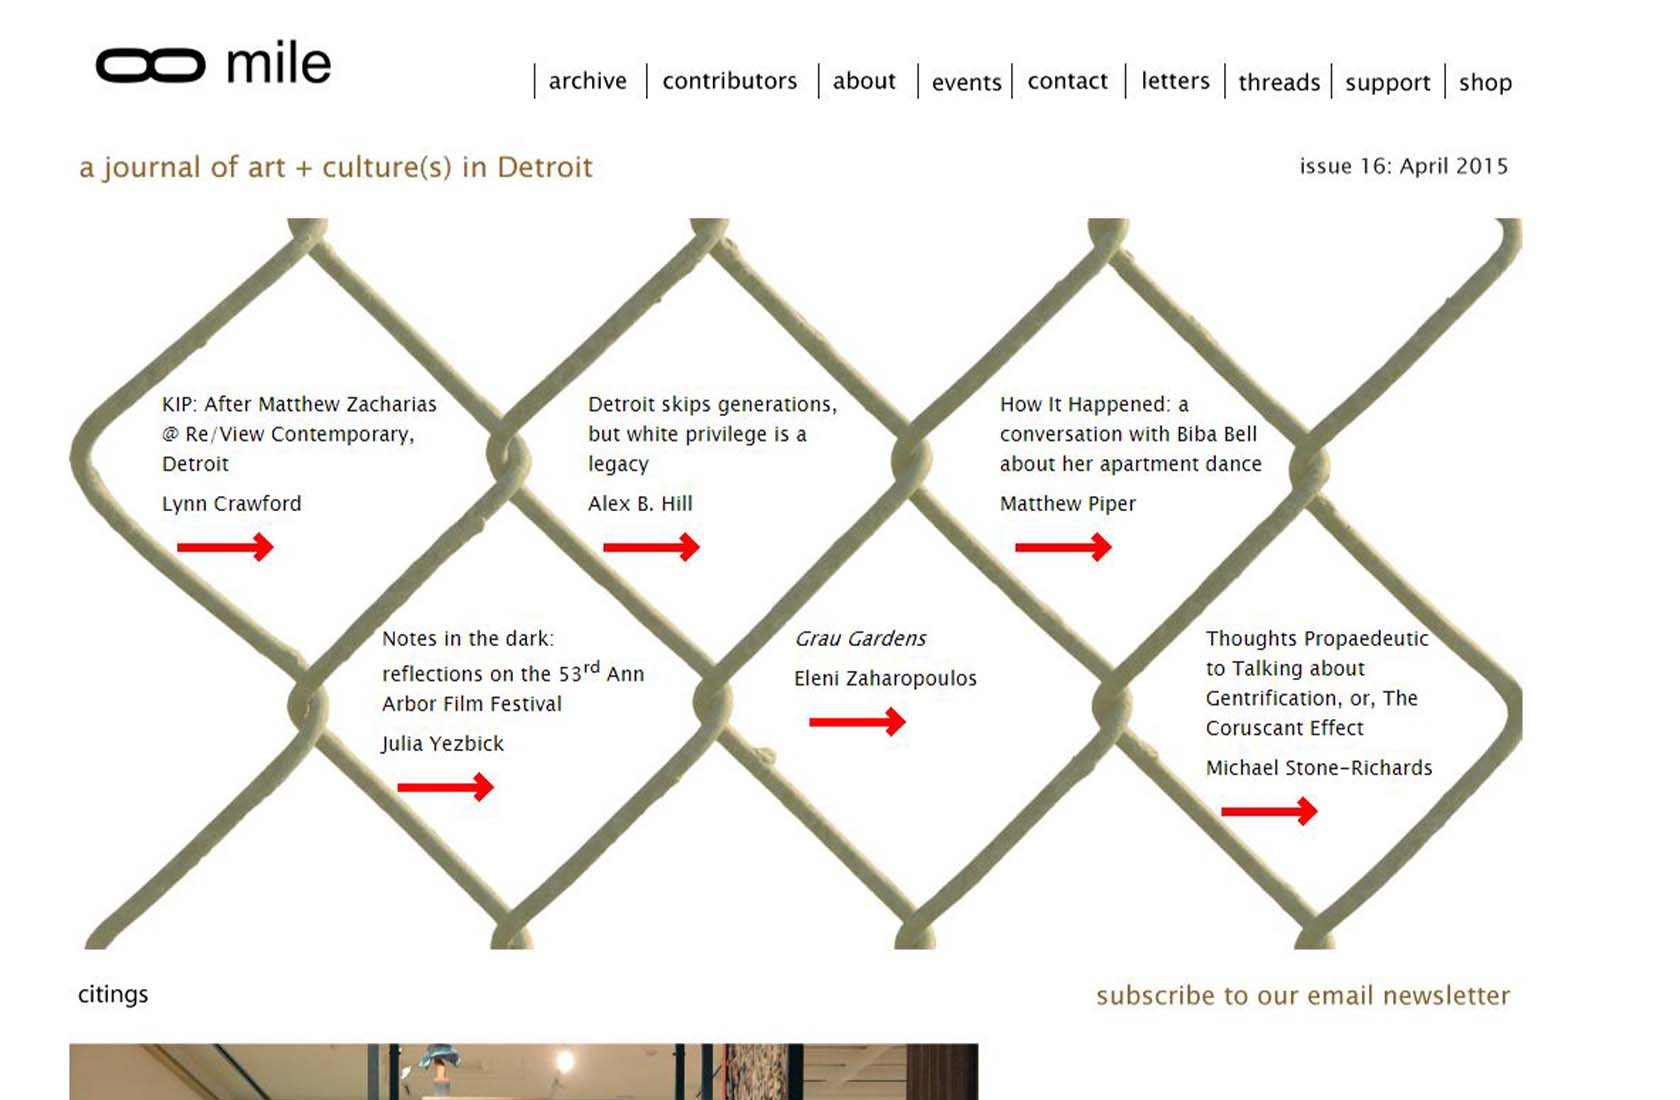 ∞ mile
archive
contributors
about
events
contact
letters
threads
support
shop
a journal of art + culture(s) in Detroit
issue 16: April 2015
KIP: After Matthew Zacharias
@ Re/View Contemporary,
Detroit
Lynn Crawford
Detroit skips generations,
but white privilege is a
legacy
Alex B. Hill
How It Happened: a
conversation with Biba Bell
about her apartment dance
Matthew Piper
Notes in the dark:
reflections on the 53rd Ann
Arbor Film Festival
Julia Yezbick
Grau Gardens
Eleni Zaharopoulos
Thoughts Propaedeutic
to Talking about
Gentrification, or, The
Coruscant Effect
Michael Stone-Richards
citings
subscribe to our email newsletter